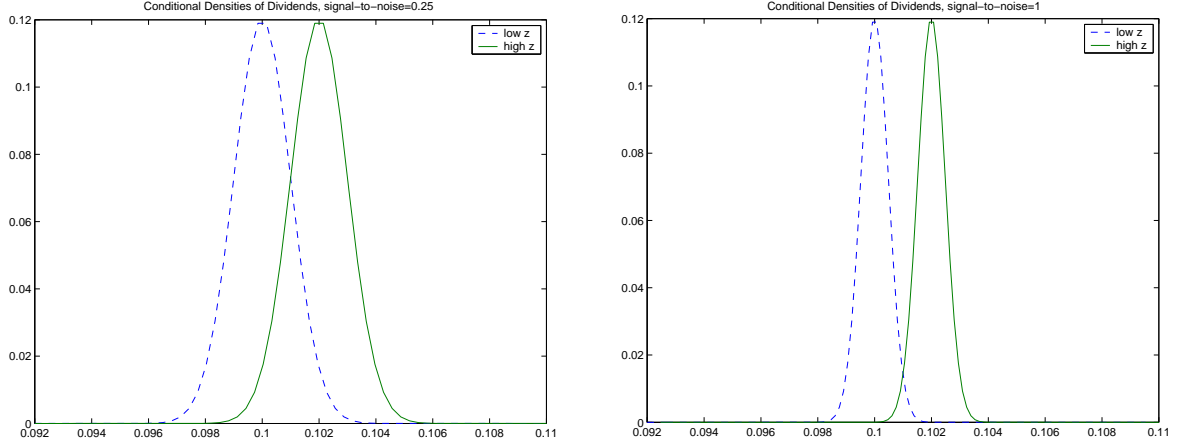 Conditional Densities of Dividends, signal-to-noise=0.25
0.12
0.1
0.08
0.06
0.04
0.02
0
0.092 0.094 0.096 0.098 0.1 0.102 0.104 0.106 0.108 0.11
low z
high z
Conditional Densities of Dividends, signal-to-noise=1
0.12
0.1
0.08
0.06
0.04
0.02
0
0.092 0.094 0.096 0.098 0.1 0.102 0.104 0.106 0.108 0.11
low z
high z